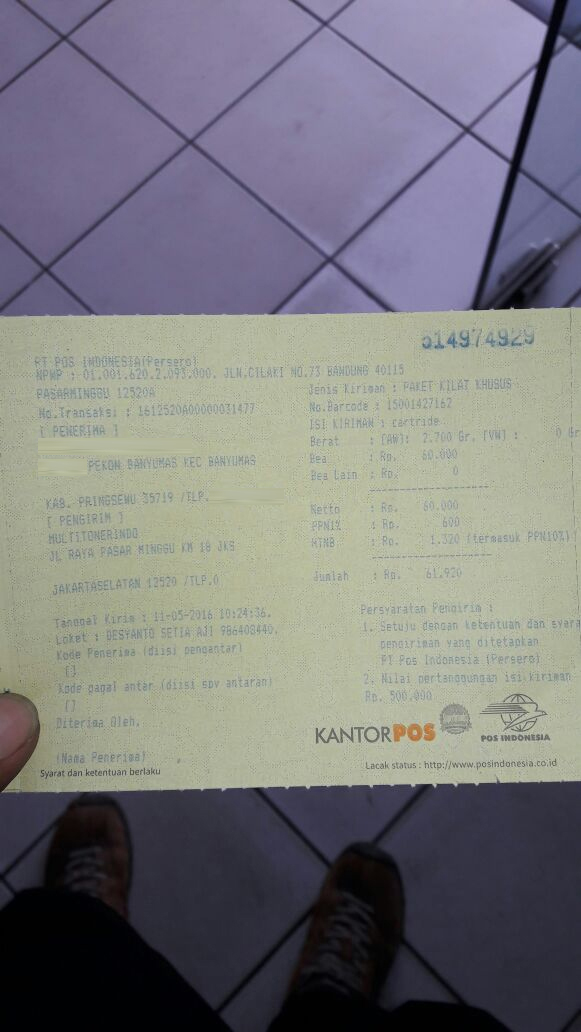 514974929
PT POS INDONESIA(Persero)
NPWP : 01.001.620.2.093.000. JLN.CILAKI NO.73 BANDUNG 40115
PASARMINGGU 12520A
No.Transaksi : 1612520A00000031477
[ PENERIMA ]
PEKON BANYUMAS KEC BANYUMAS
KAB. PRINGSEWU 35719 /TLP.
[ PENGIRIM ]
MULTITONERINDO
JL RAYA PASAR MINGGU KM 18 JKS
JAKARTASELATAN 12520 /TLP.0
Tanggal Kirim : 11-05-2016 10:24:36.
Loket : DESYANTO SETIA AJI 986408440.
Kode Penerima (diisi pengantar)
[]
Kode gagal antar (diisi spv antaran)
[]
Diterima Oleh,
(Nama Penerima)
Syarat dan ketentuan berlaku
Jenis Kiriman : PAKET KILAT KHUSUS
No.Barcode : 15001427162
ISI KIRIMAN : cartride
Berat : [AW]: 2.700 Gr. [VW] : 0 Gr
Bea : Rp. 60.000
Bea Lain : Rp. 0
--------------------
Netto : Rp. 60.000
PPN1% : Rp. 600
HTNB : Rp. 1.320 (termasuk PPN10%)
--------------------
Jumlah : Rp. 61.920
Persyaratan Pengirim :
1. Setuju dengan ketentuan dan syara
pengiriman yang ditetapkan
PT Pos Indonesia (Persero)
2. Nilai pertanggungan isi kiriman
Rp. 500.000
KANTORPOS
POS INDONESIA
Lacak status : http://www.posindonesia.co.id